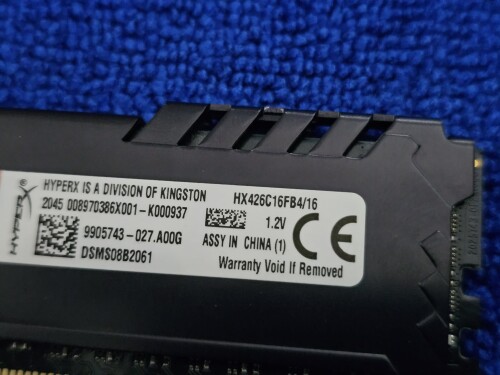 HYPERX
HYPERX IS A DIVISION OF KINGSTON
2045 008970386X001-K000937
9905743-027.A00G
DSMS08B2061
HX426C16FB4/16
1.2V
ASSY IN CHINA (1)
CE
Warranty Void If Removed